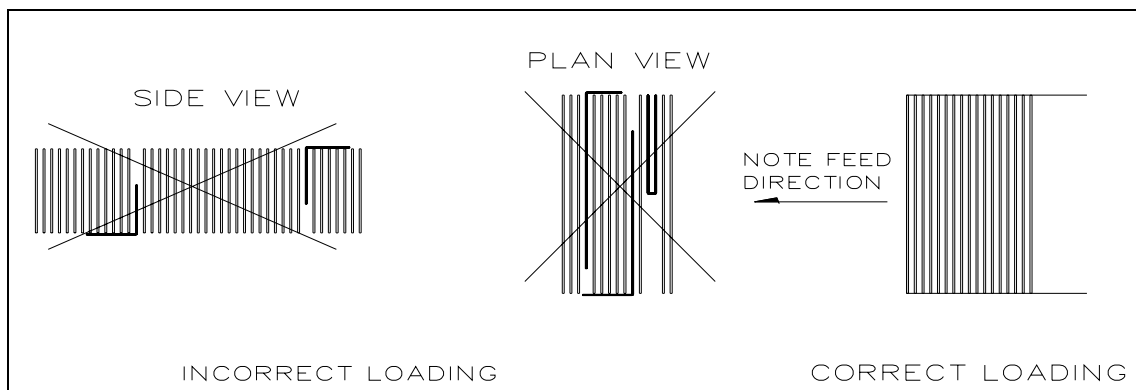 SIDE VIEW
PLAN VIEW
NOTE FEED
DIRECTION
INCORRECT LOADING
CORRECT LOADING